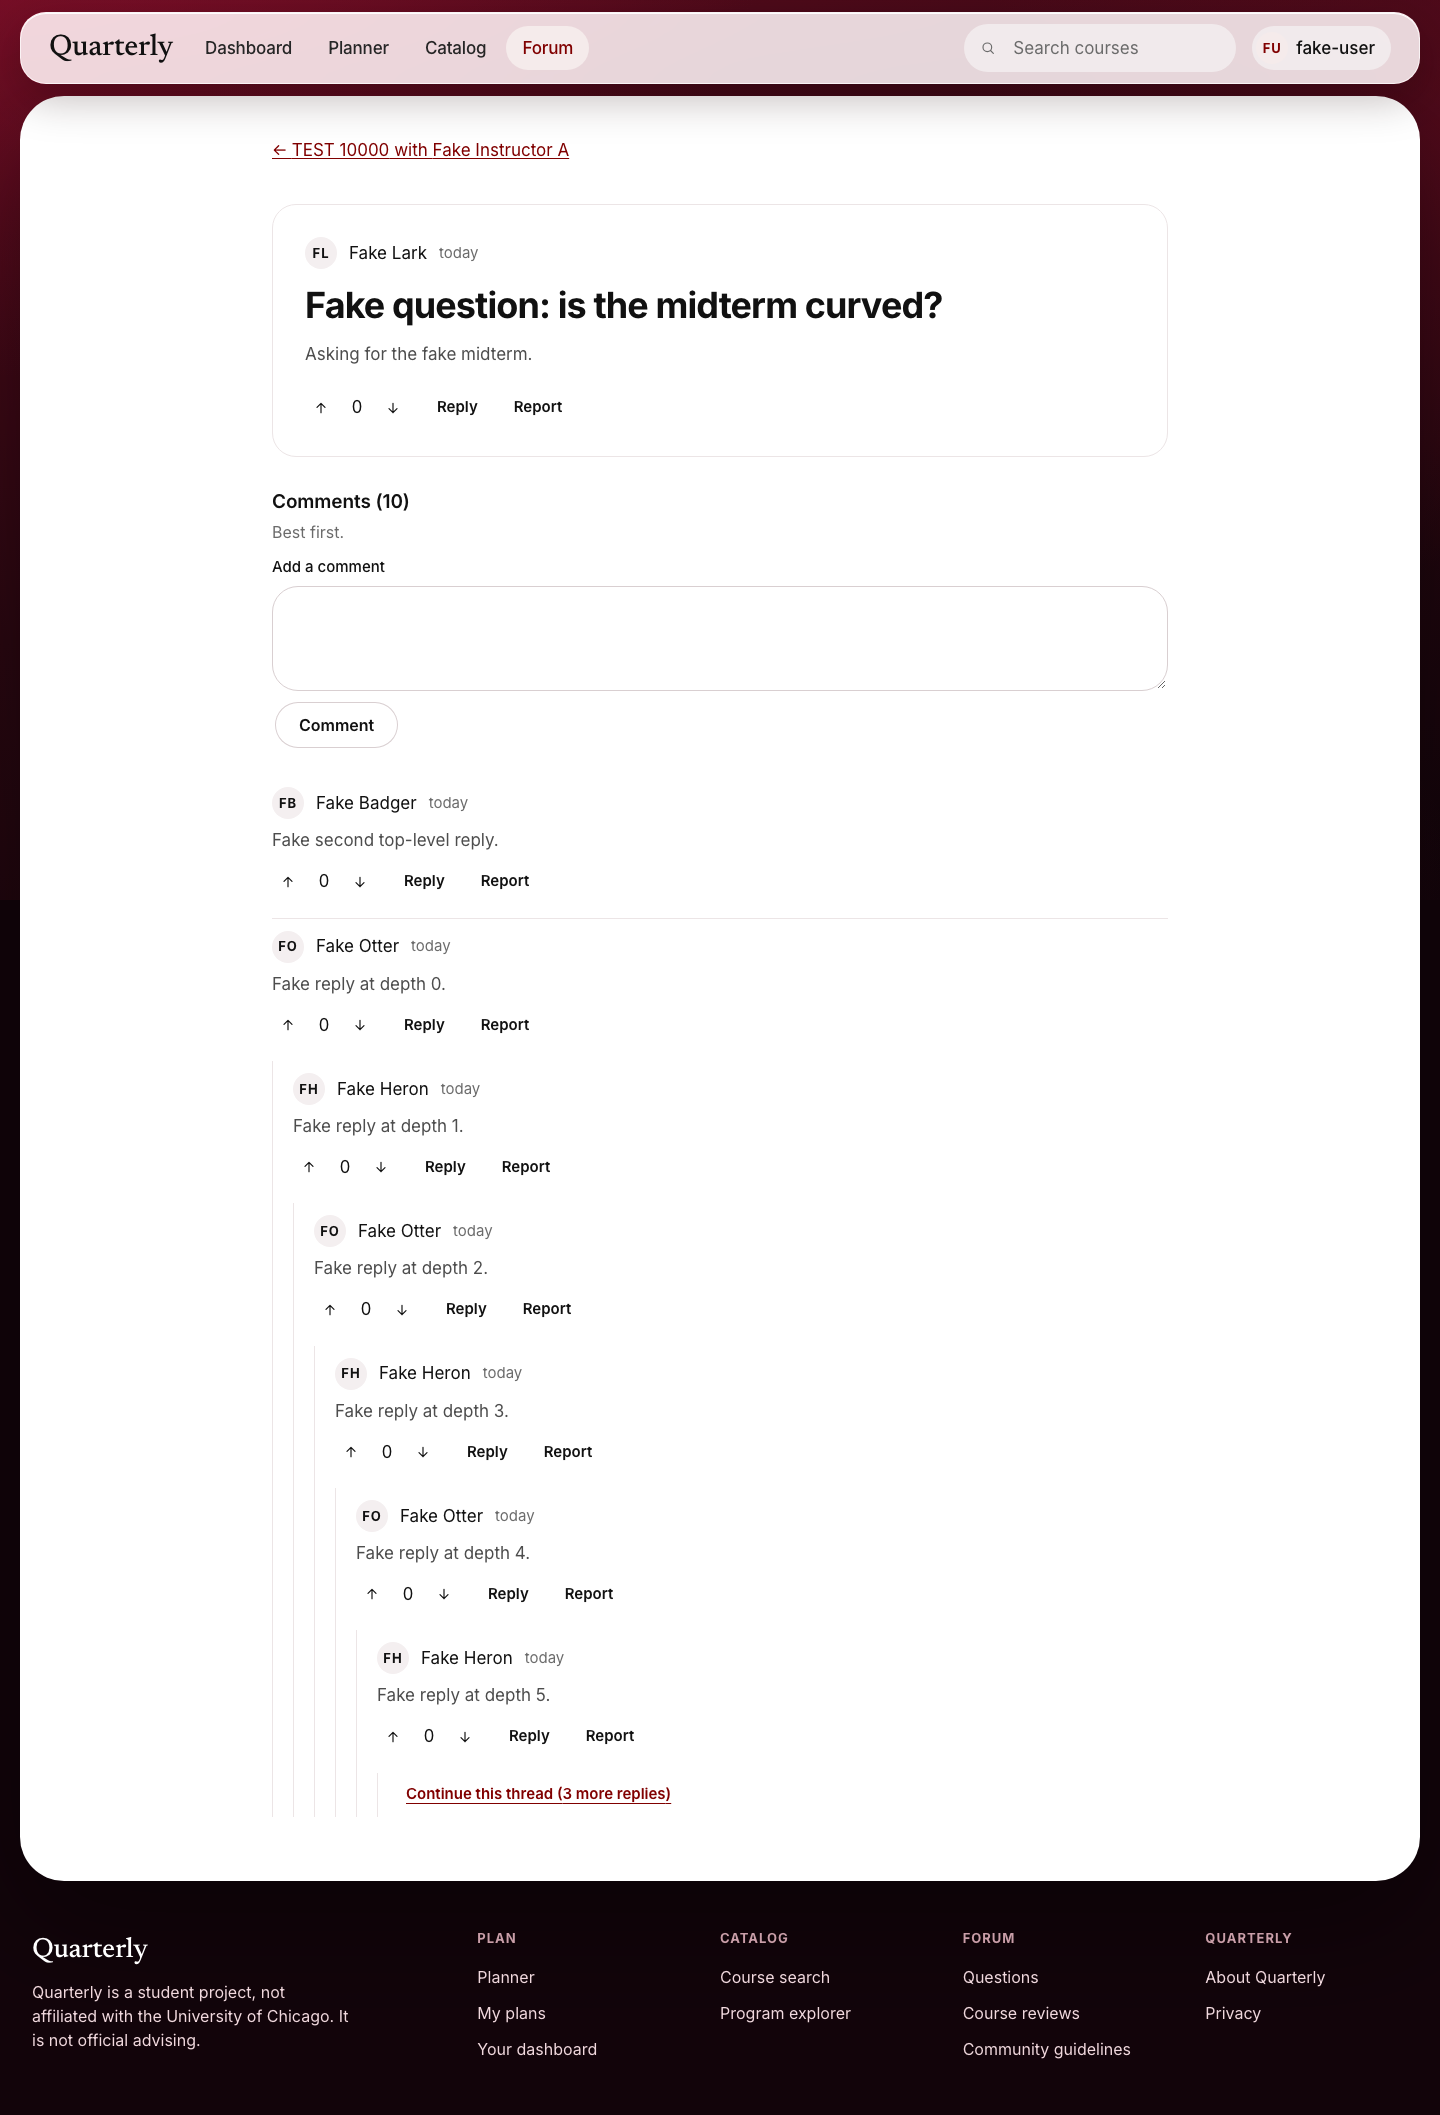 Quarterly Dashboard Planner Catalog Forum Search courses FU fake-user
← TEST 10000 with Fake Instructor A
FL Fake Lark today
Fake question: is the midterm curved?
Asking for the fake midterm.
↑ 0 ↓ Reply Report
Comments (10)
Best first.
Add a comment
Comment
FB Fake Badger today
Fake second top-level reply.
↑ 0 ↓ Reply Report
FO Fake Otter today
Fake reply at depth 0.
↑ 0 ↓ Reply Report
FH Fake Heron today
Fake reply at depth 1.
↑ 0 ↓ Reply Report
FO Fake Otter today
Fake reply at depth 2.
↑ 0 ↓ Reply Report
FH Fake Heron today
Fake reply at depth 3.
↑ 0 ↓ Reply Report
FO Fake Otter today
Fake reply at depth 4.
↑ 0 ↓ Reply Report
FH Fake Heron today
Fake reply at depth 5.
↑ 0 ↓ Reply Report
Continue this thread (3 more replies)
Quarterly
Quarterly is a student project, not
affiliated with the University of Chicago. It
is not official advising.
PLAN
Planner
My plans
Your dashboard
CATALOG
Course search
Program explorer
FORUM
Questions
Course reviews
Community guidelines
QUARTERLY
About Quarterly
Privacy